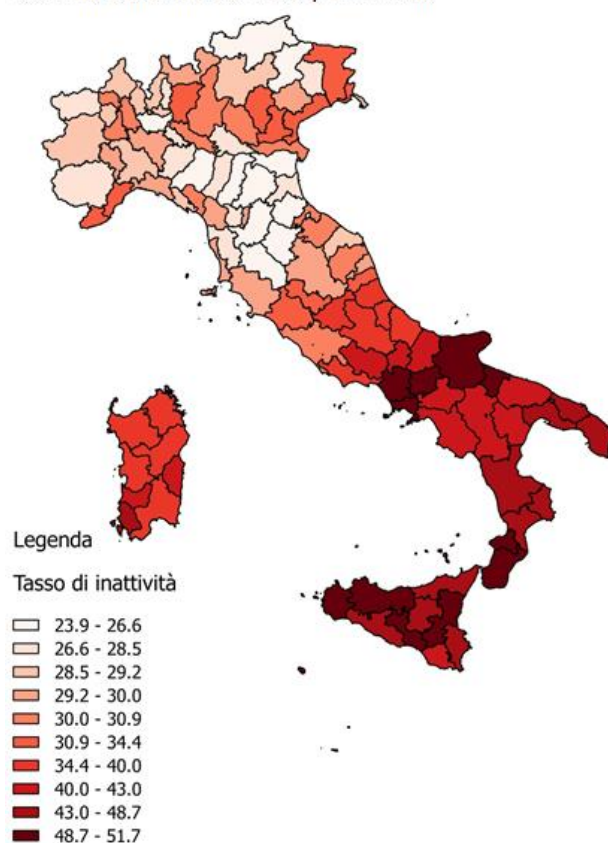 Legenda
Tasso di inattività
23.9 - 26.6
26.6 - 28.5
28.5 - 29.2
29.2 - 30.0
30.0 - 30.9
30.9 - 34.4
34.4 - 40.0
40.0 - 43.0
43.0 - 48.7
48.7 - 51.7